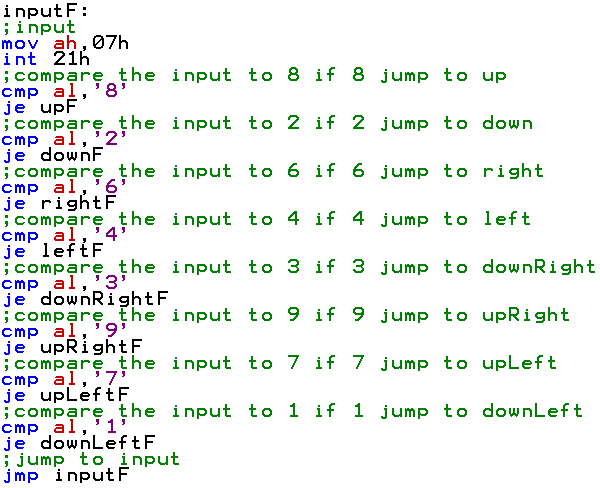 inputF:
;input
mov ah,07h
int 21h
;compare the input to 8 if 8 jump to up
cmp al,'8'
je upF
;compare the input to 2 if 2 jump to down
cmp al,'2'
je downF
;compare the input to 6 if 6 jump to right
cmp al,'6'
je rightF
;compare the input to 4 if 4 jump to left
cmp al,'4'
je leftF
;compare the input to 3 if 3 jump to downRight
cmp al,'3'
je downRightF
;compare the input to 9 if 9 jump to upRight
cmp al,'9'
je upRightF
;compare the input to 7 if 7 jump to upLeft
cmp al,'7'
je upLeftF
;compare the input to 1 if 1 jump to downLeft
cmp al,'1'
je downLeftF
;jump to input
jmp inputF